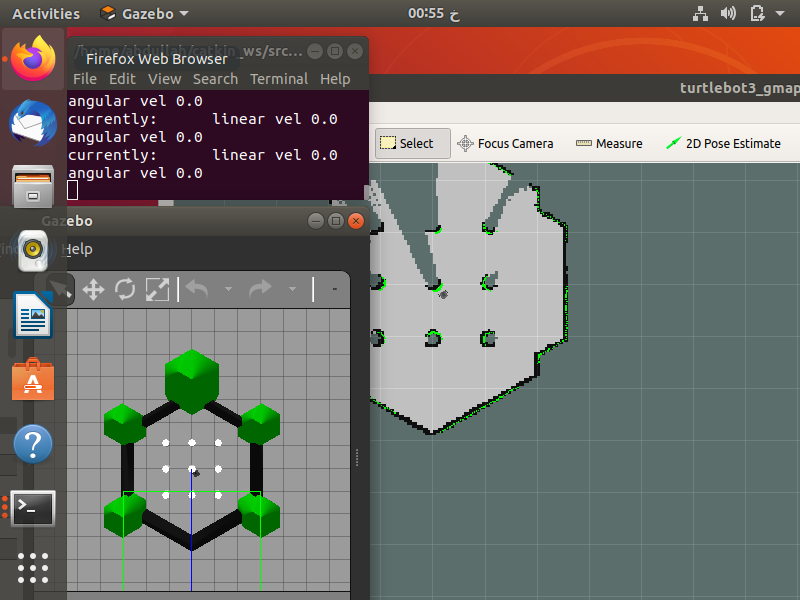 Activities Gazebo 00:55 خ
/home/abdullah/catkin_ws/src...
Firefox Web Browser
File Edit View Search Terminal Help
angular vel 0.0
currently: linear vel 0.0
angular vel 0.0
currently: linear vel 0.0
angular vel 0.0
turtlebot3_gmap
Select Focus Camera Measure 2D Pose Estimate
Gazebo
Help